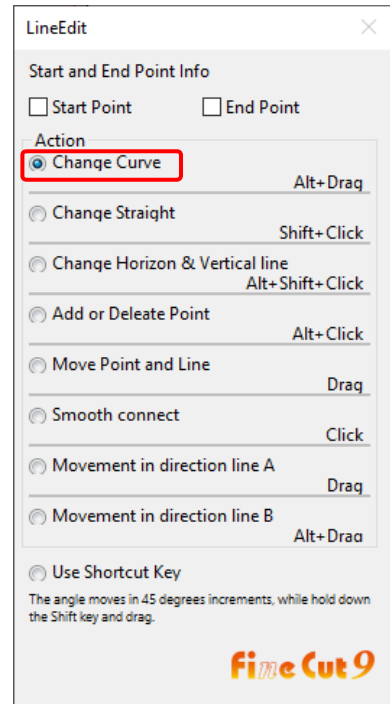 LineEdit
Start and End Point Info
Start Point End Point
Action
Change Curve
Alt+Drag
Change Straight
Shift+Click
Change Horizon & Vertical line
Alt+Shift+Click
Add or Deleate Point
Alt+Click
Move Point and Line
Drag
Smooth connect
Click
Movement in direction line A
Drag
Movement in direction line B
Alt+Drag
Use Shortcut Key
The angle moves in 45 degrees increments, while hold down
the Shift key and drag.
Fine Cut 9